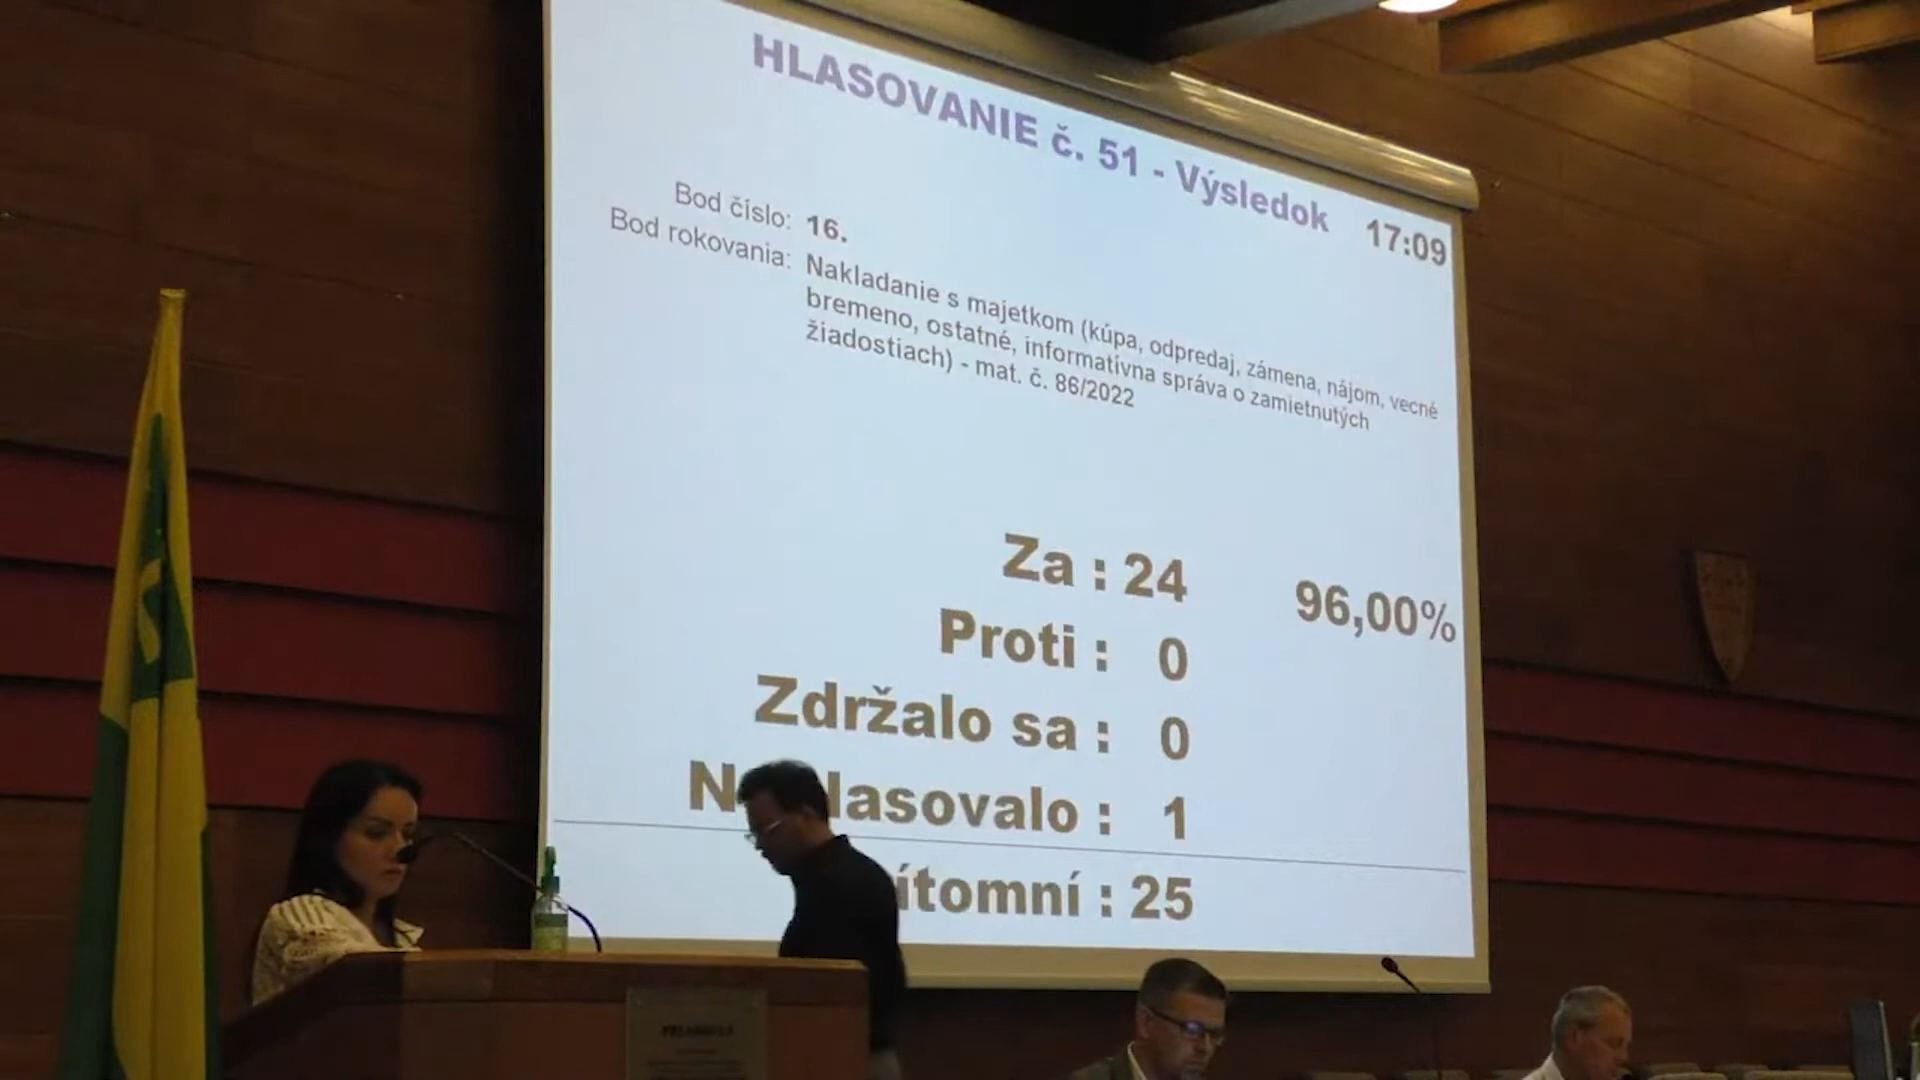 HLASOVANIE č. 51 - Výsledok 17:09
Bod číslo: 16.
Bod rokovania: Nakladanie s majetkom (kúpa, odpredaj, zámena, nájom, vecné
bremeno, ostatné, informatívna správa o zamietnutých
žiadostiach) - mat. č. 86/2022
Za : 24 96,00%
Proti : 0
Zdržalo sa : 0
N lasovalo : 1
ítomní : 25